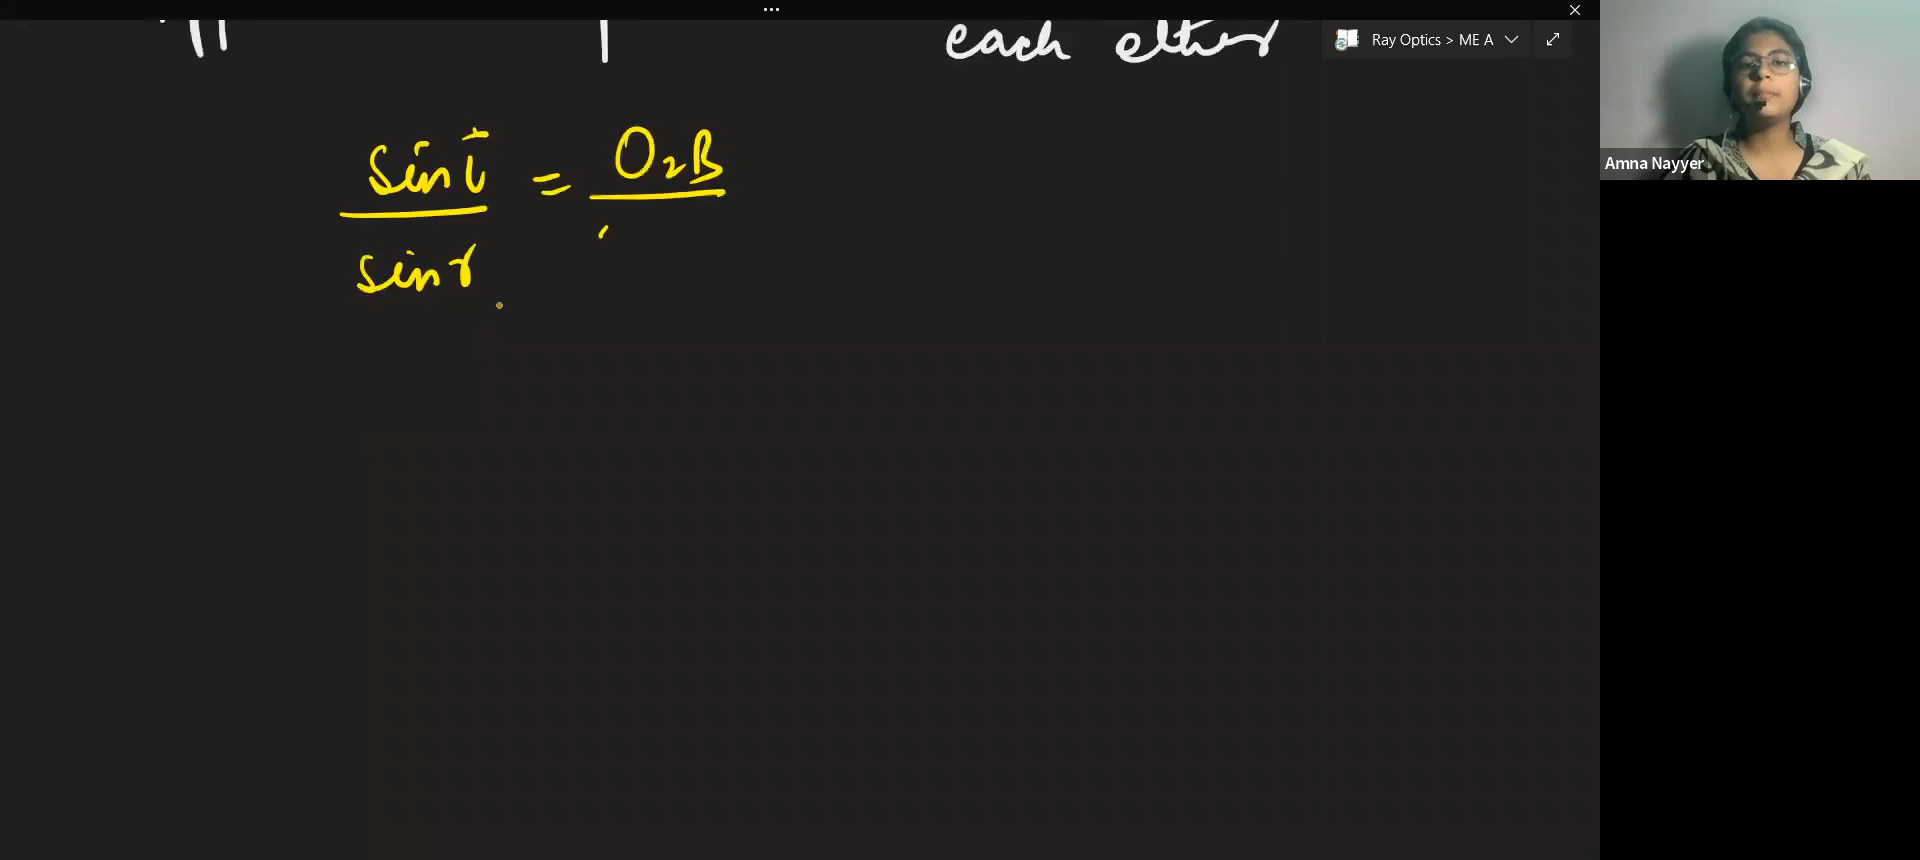 each other
Ray Optics > ME A
Amna Nayyer
sin i = O₂B
sin r